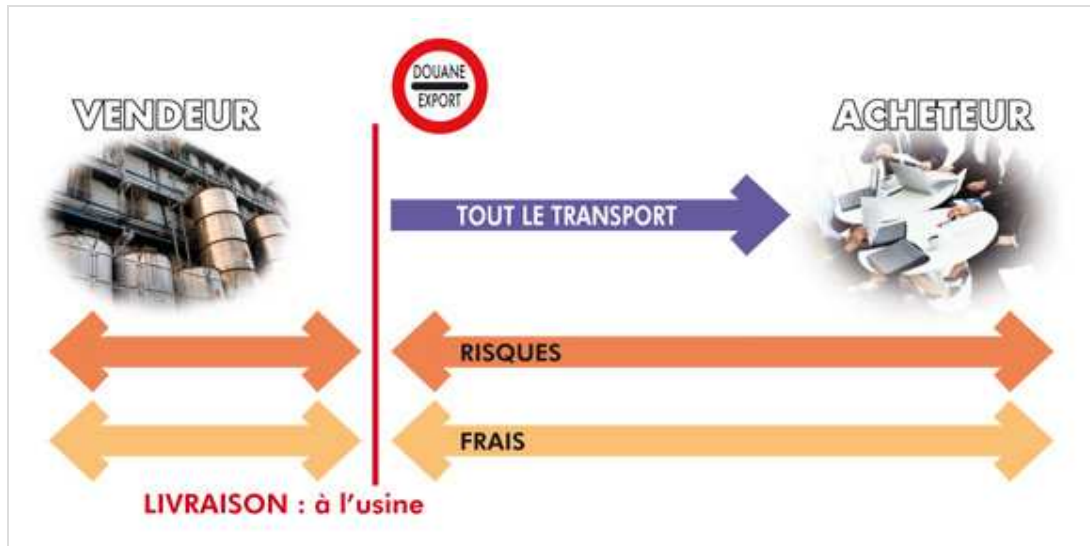 DOUANE
EXPORT
VENDEUR
ACHETEUR
TOUT LE TRANSPORT
RISQUES
FRAIS
LIVRAISON : à l'usine